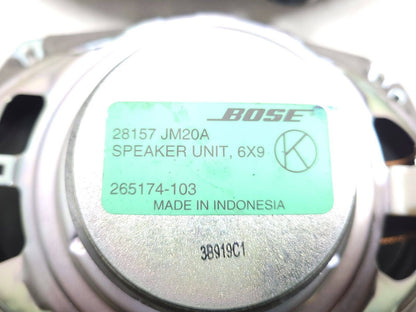 BOSE
28157 JM20A
SPEAKER UNIT, 6X9
K
265174-103
MADE IN INDONESIA
3B919C1